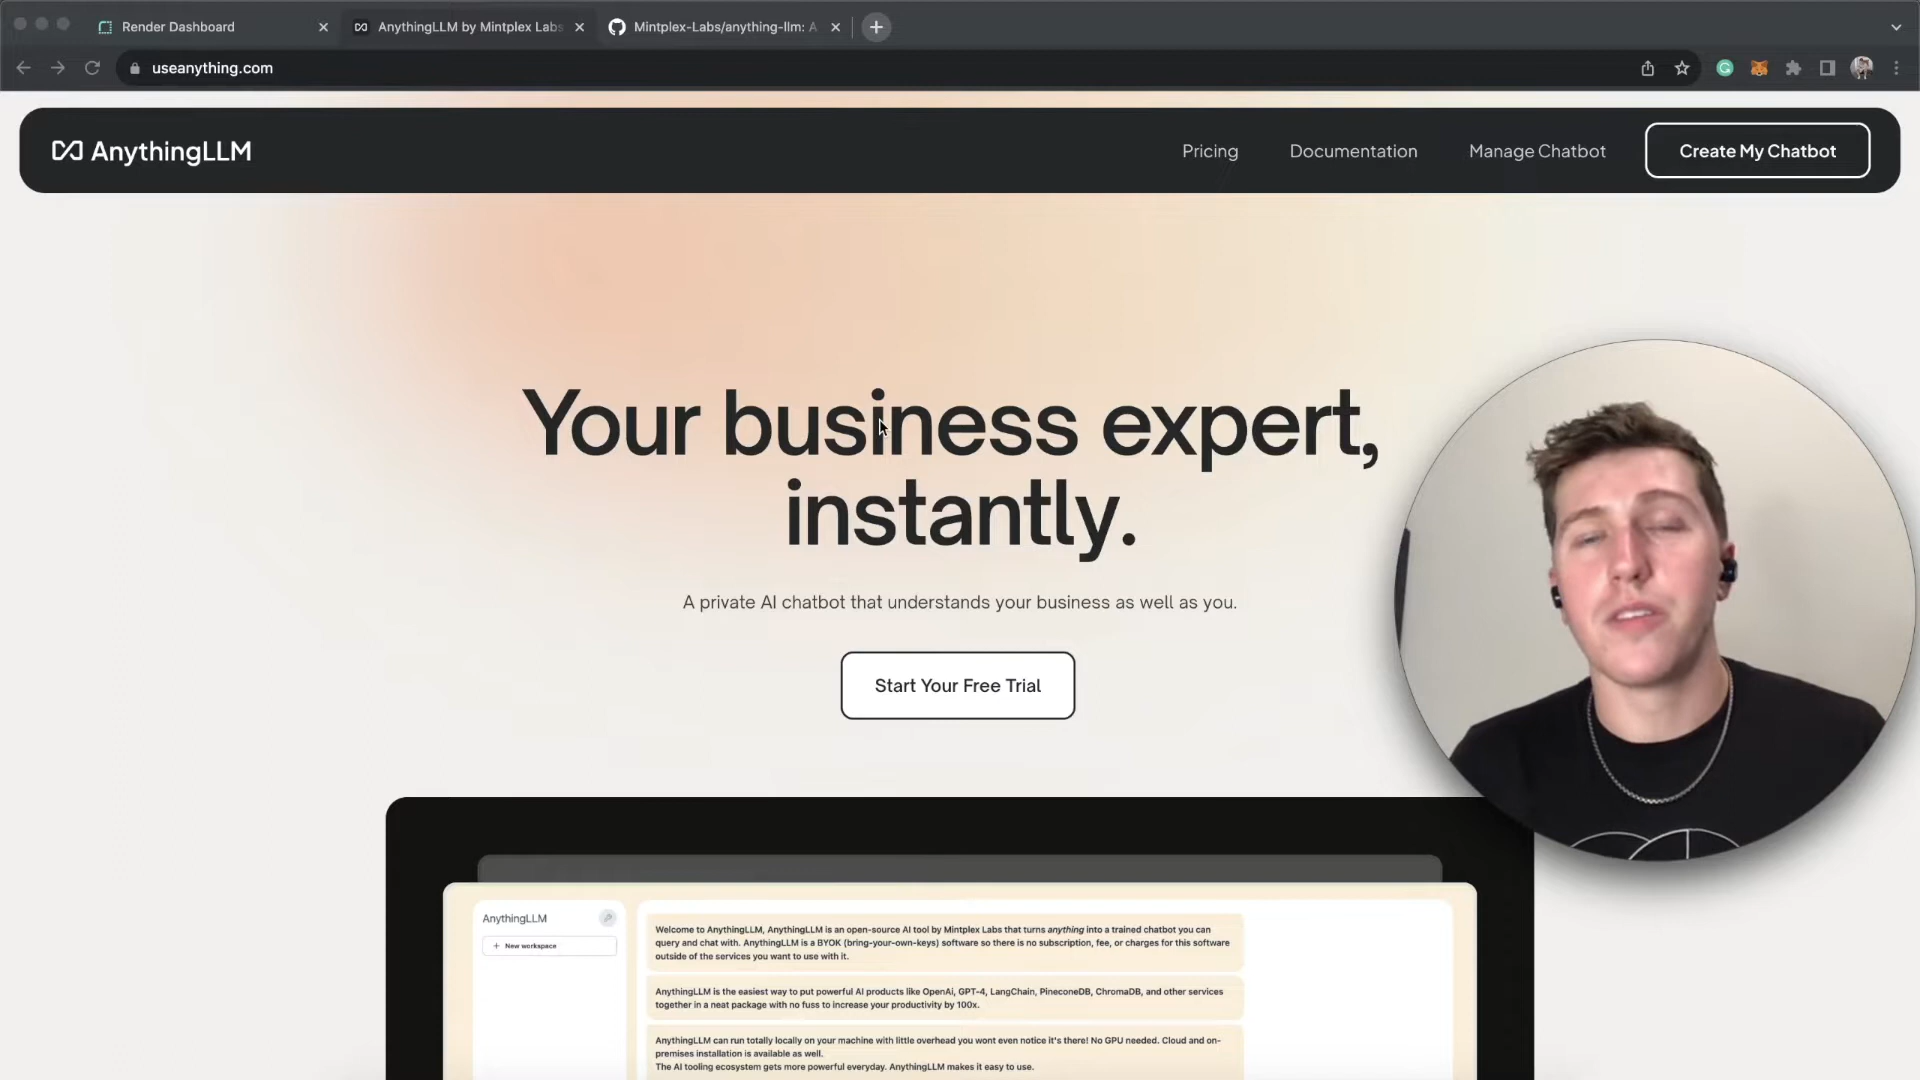 Render Dashboard
AnythingLLM by Mintplex Labs
Mintplex-Labs/anything-llm: A
useanything.com
AnythingLLM
Pricing
Documentation
Manage Chatbot
Create My Chatbot
Your business expert,
instantly.
A private AI chatbot that understands your business as well as you.
Start Your Free Trial
AnythingLLM
+ New workspace
Welcome to AnythingLLM, AnythingLLM is an open-source AI tool by Mintplex Labs that turns anything into a trained chatbot you can
query and chat with. AnythingLLM is a BYOK (bring-your-own-keys) software so there is no subscription, fee, or charges for this software
outside of the services you want to use with it.
AnythingLLM is the easiest way to put powerful AI products like OpenAi, GPT-4, LangChain, PineconeDB, ChromaDB, and other services
together in a neat package with no fuss to increase your productivity by 100x.
AnythingLLM can run totally locally on your machine with little overhead you wont even notice it's there! No GPU needed. Cloud and on-
premises installation is available as well.
The AI tooling ecosystem gets more powerful everyday. AnythingLLM makes it easy to use.